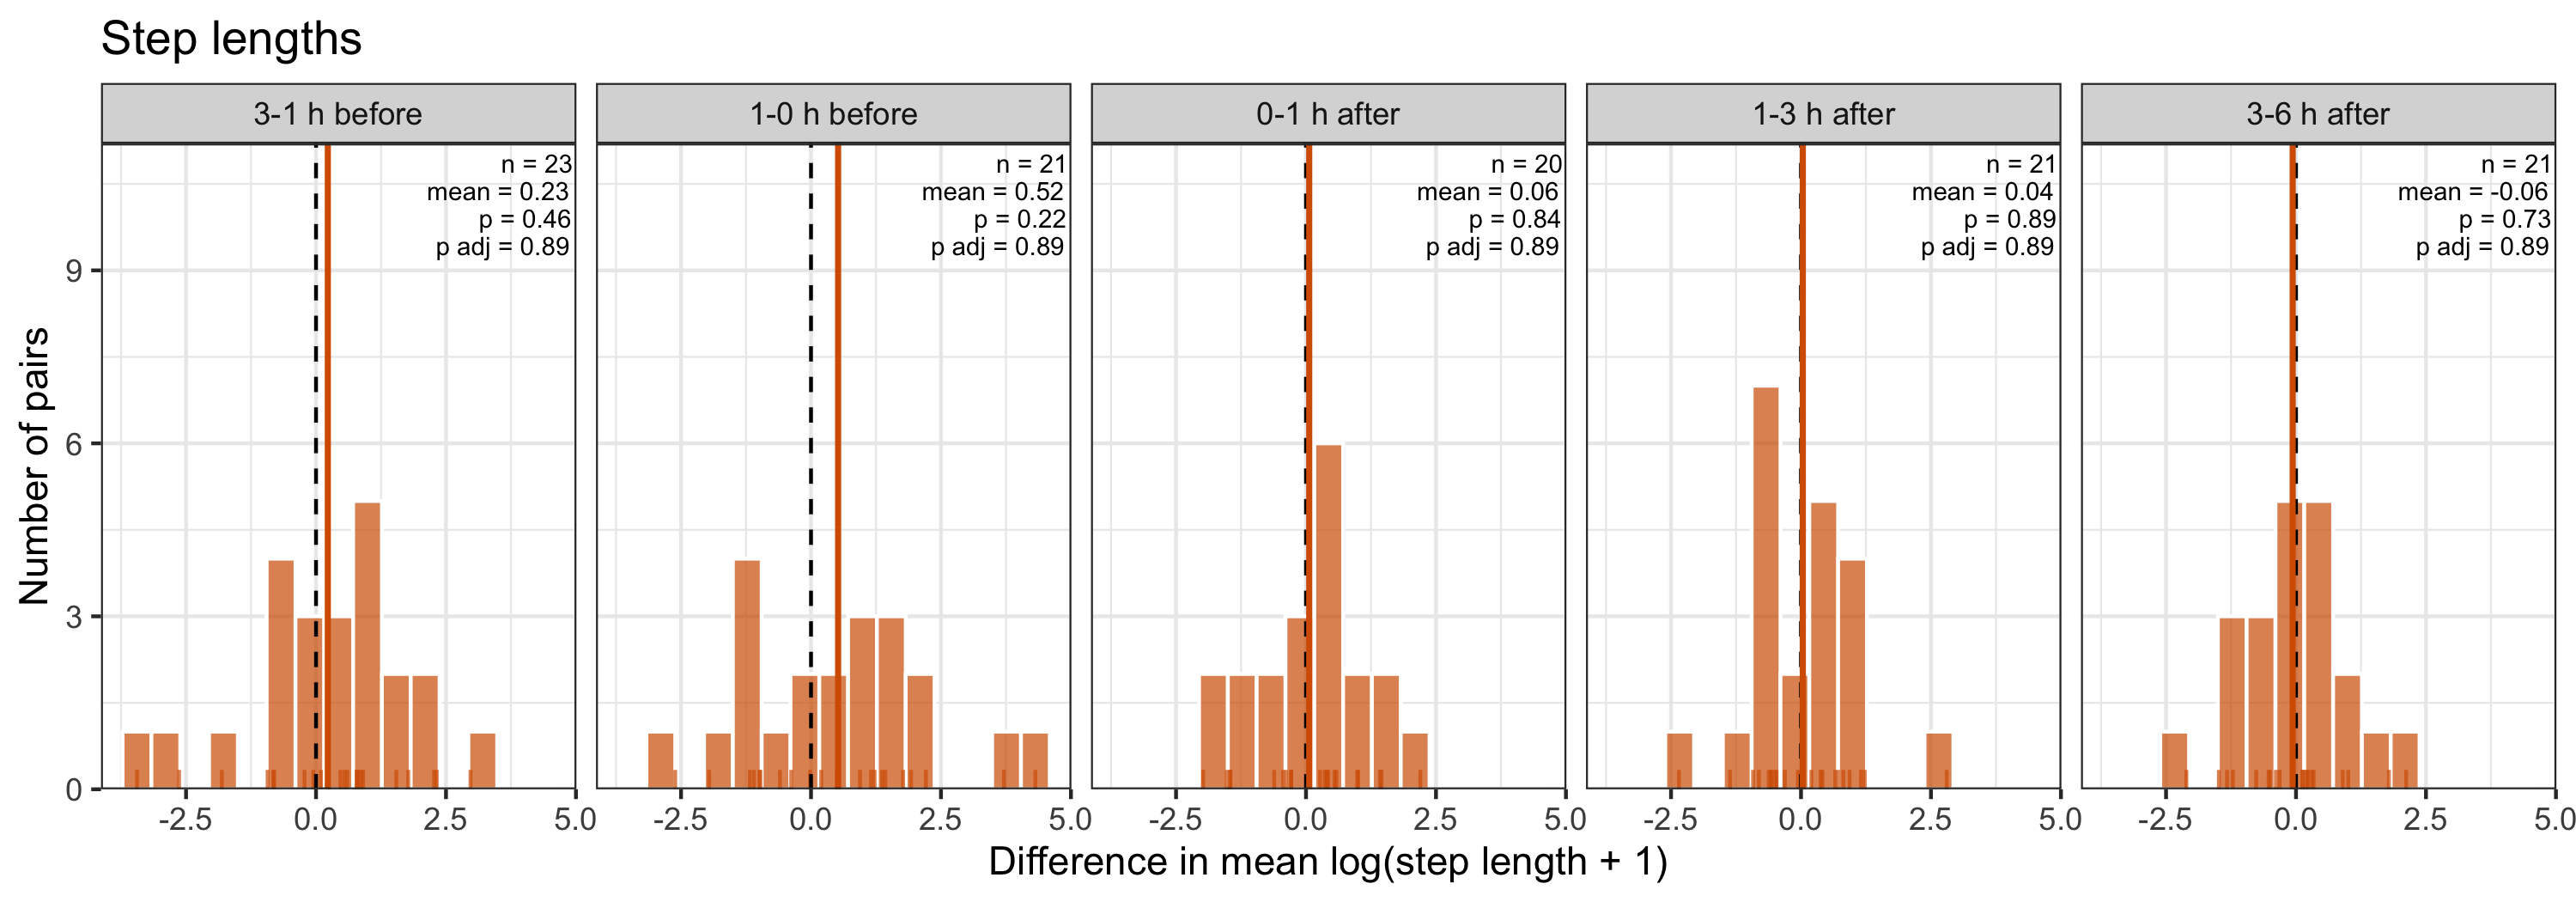 Step lengths
3-1 h before
1-0 h before
0-1 h after
1-3 h after
3-6 h after
n = 23
mean = 0.23
p = 0.46
p adj = 0.89
n = 21
mean = 0.52
p = 0.22
p adj = 0.89
n = 20
mean = 0.06
p = 0.84
p adj = 0.89
n = 21
mean = 0.04
p = 0.89
p adj = 0.89
n = 21
mean = -0.06
p = 0.73
p adj = 0.89
Number of pairs
9
6
3
0
-2.5 0.0 2.5 5.0
-2.5 0.0 2.5 5.0
-2.5 0.0 2.5 5.0
-2.5 0.0 2.5 5.0
-2.5 0.0 2.5 5.0
Difference in mean log(step length + 1)